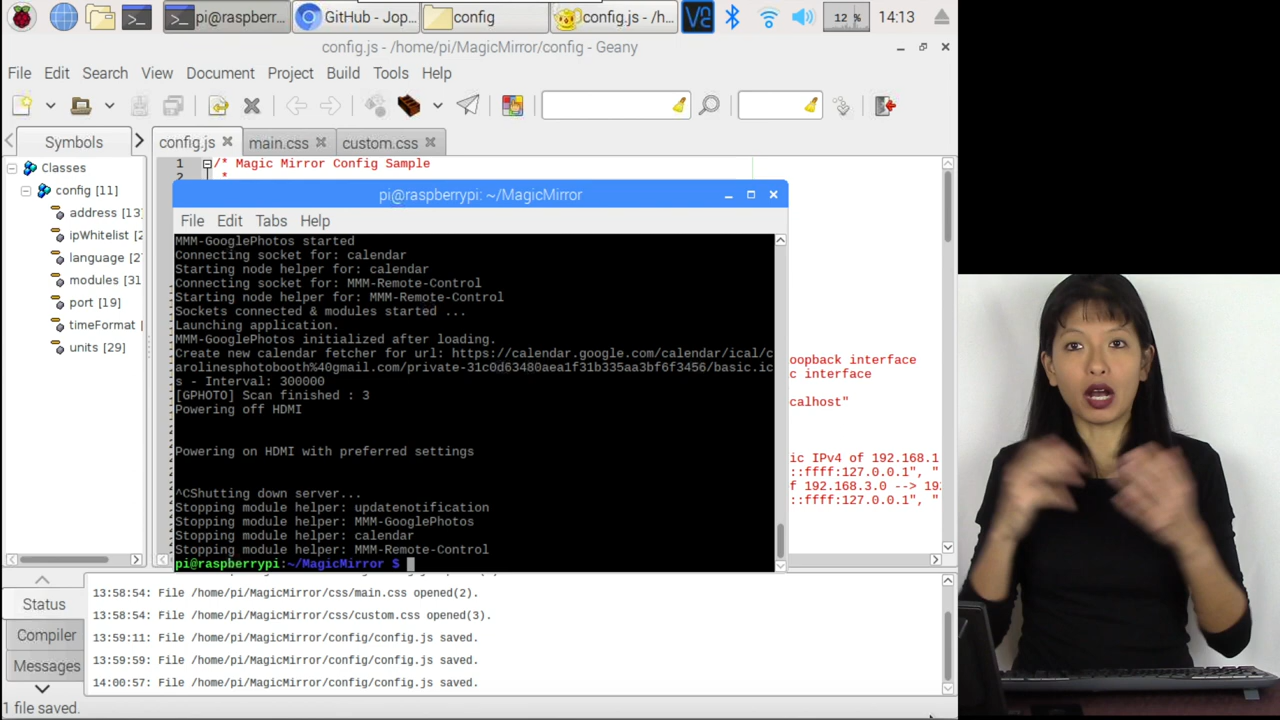 pi@raspberr...
GitHub - Jop...
config
config.js - /h...
12 %
14:13
config.js - /home/pi/MagicMirror/config - Geany
File Edit Search View Document Project Build Tools Help
Symbols
config.js main.css custom.css
Classes
config [11]
address [13]
ipWhitelist [2
language [27
modules [31
port [19]
timeFormat [
units [29]
1 /* Magic Mirror Config Sample
2 *
pi@raspberrypi: ~/MagicMirror
File Edit Tabs Help
MMM-GooglePhotos started
Connecting socket for: calendar
Starting node helper for: calendar
Connecting socket for: MMM-Remote-Control
Starting node helper for: MMM-Remote-Control
Sockets connected & modules started ...
Launching application.
MMM-GooglePhotos initialized after loading.
Create new calendar fetcher for url: https://calendar.google.com/calendar/ical/c
arolinesphotobooth%40gmail.com/private-31c0d63480aea1f31b335aa3bf6f3456/basic.ic
s - Interval: 300000
[GPHOTO] Scan finished : 3
Powering off HDMI
Powering on HDMI with preferred settings
^CShutting down server...
Stopping module helper: updatenotification
Stopping module helper: MMM-GooglePhotos
Stopping module helper: calendar
Stopping module helper: MMM-Remote-Control
pi@raspberrypi:~/MagicMirror $
oopback interface
c interface
calhost"
ic IPv4 of 192.168.1
::ffff:127.0.0.1", "
f 192.168.3.0 --> 19
::ffff:127.0.0.1", "
Status
Compiler
Messages
13:58:54: File /home/pi/MagicMirror/css/main.css opened(2).
13:58:54: File /home/pi/MagicMirror/css/custom.css opened(3).
13:59:11: File /home/pi/MagicMirror/config/config.js saved.
13:59:59: File /home/pi/MagicMirror/config/config.js saved.
14:00:57: File /home/pi/MagicMirror/config/config.js saved.
1 file saved.